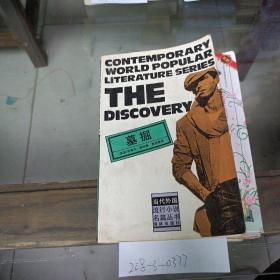 CONTEMPORARY
WORLD POPULAR
LITERATURE SERIES
THE
DISCOVERY
墓掘
当代外国
流行小说
名篇丛书
208-3-0377